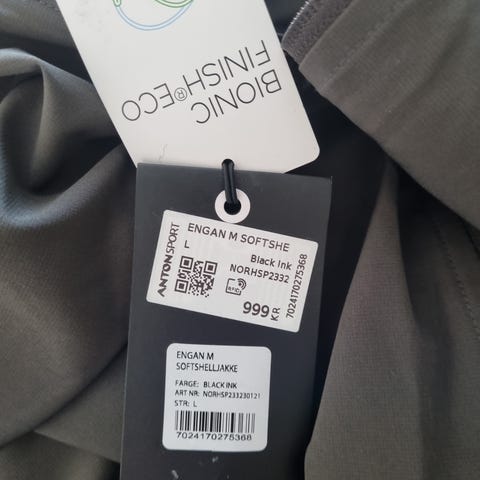 BIONIC
FINISH®ECO
ENGAN M SOFTSHE
L
Black Ink
NORHSP2332
ANTON SPORT
RFID
999 KR
7024170275368
ENGAN M
SOFTSHELLJAKKE
FARGE: BLACK INK
ART NR: NORHSP233230121
STR: L
7024170275368